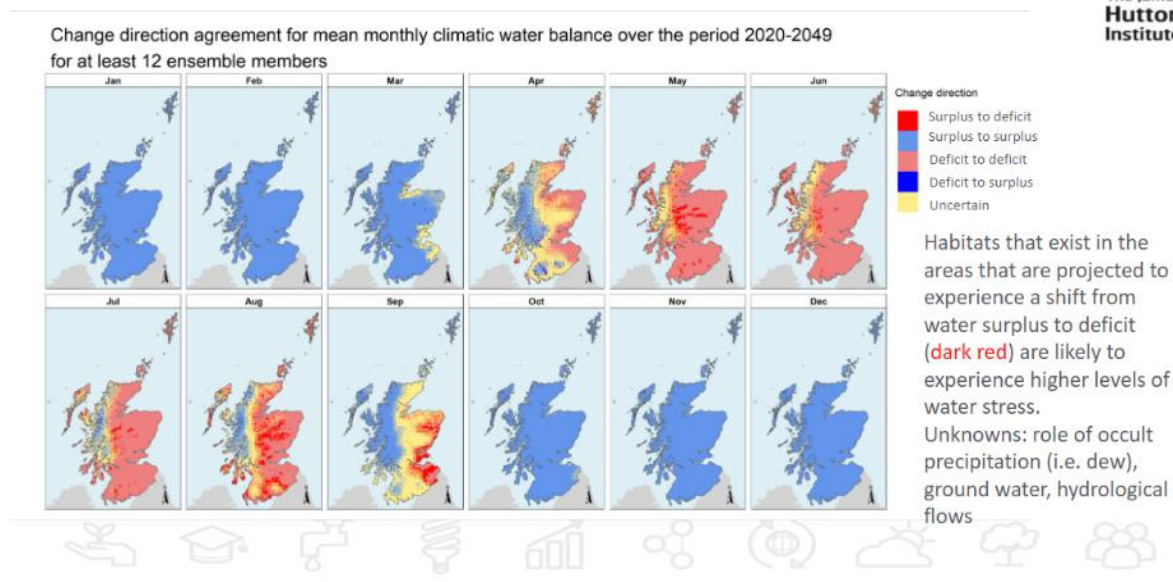 Hutton
Institute
Change direction agreement for mean monthly climatic water balance over the period 2020-2049
for at least 12 ensemble members
Jan
Feb
Mar
Apr
May
Jun
Jul
Aug
Sep
Oct
Nov
Dec
Change direction
Surplus to deficit
Surplus to surplus
Deficit to deficit
Deficit to surplus
Uncertain
Habitats that exist in the
areas that are projected to
experience a shift from
water surplus to deficit
(dark red) are likely to
experience higher levels of
water stress.
Unknowns: role of occult
precipitation (i.e. dew),
ground water, hydrological
flows